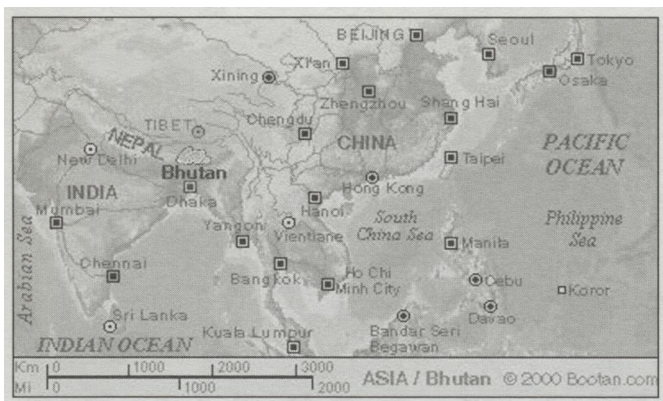 BEIJING
Seoul
Xi'an
Tokyo
Xining
Osaka
Zhengzhou
Shang Hai
TIBET
Chengdu
NEPAL
CHINA
PACIFIC
OCEAN
New Delhi
Taipei
Bhutan
INDIA
Dhaka
Hong Kong
Mumbai
Hanoi
South
China Sea
Philippine
Sea
Yangon
Vientiane
Manila
Arabian Sea
Chennai
Bangkok
Ho Chi
Minh City
Cebu
Koror
Sri Lanka
Davao
Kuala Lumpur
Bandar Seri
Begawan
INDIAN OCEAN
Km 0 1000 2000 3000
Mi 0 1000 2000
ASIA / Bhutan © 2000 Bootan.com